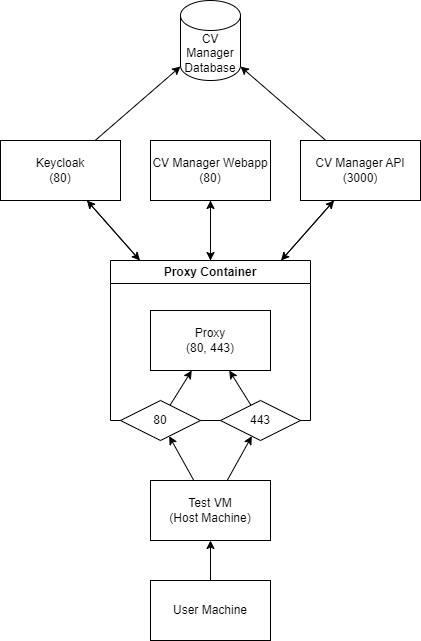 CV
Manager
Database
Keycloak
(80)
CV Manager Webapp
(80)
CV Manager API
(3000)
Proxy Container
Proxy
(80, 443)
80
443
Test VM
(Host Machine)
User Machine